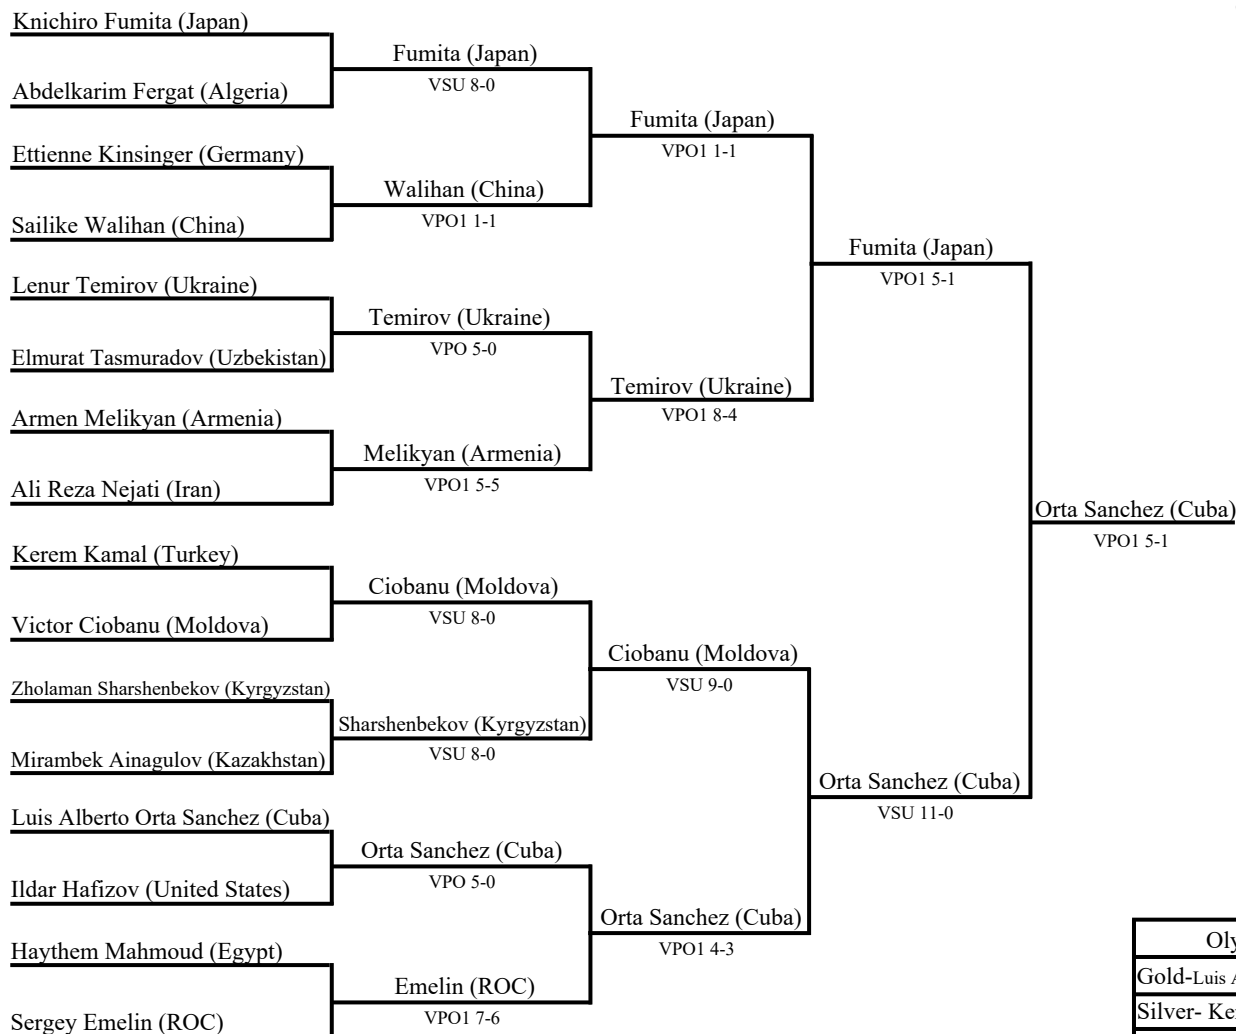 Knichiro Fumita (Japan)
Abdelkarim Fergat (Algeria)
Ettienne Kinsinger (Germany)
Sailike Walihan (China)
Lenur Temirov (Ukraine)
Elmurat Tasmuradov (Uzbekistan)
Armen Melikyan (Armenia)
Ali Reza Nejati (Iran)
Kerem Kamal (Turkey)
Victor Ciobanu (Moldova)
Zholaman Sharshenbekov (Kyrgyzstan)
Mirambek Ainagulov (Kazakhstan)
Luis Alberto Orta Sanchez (Cuba)
Ildar Hafizov (United States)
Haythem Mahmoud (Egypt)
Sergey Emelin (ROC)
Fumita (Japan)
VSU 8-0
Walihan (China)
VPO1 1-1
Temirov (Ukraine)
VPO 5-0
Melikyan (Armenia)
VPO1 5-5
Ciobanu (Moldova)
VSU 8-0
Sharshenbekov (Kyrgyzstan)
VSU 8-0
Orta Sanchez (Cuba)
VPO 5-0
Emelin (ROC)
VPO1 7-6
Fumita (Japan)
VPO1 1-1
Temirov (Ukraine)
VPO1 8-4
Ciobanu (Moldova)
VSU 9-0
Orta Sanchez (Cuba)
VPO1 4-3
Fumita (Japan)
VPO1 5-1
Orta Sanchez (Cuba)
VSU 11-0
Orta Sanchez (Cuba)
VPO1 5-1
Oly
Gold-Luis A
Silver- Ke